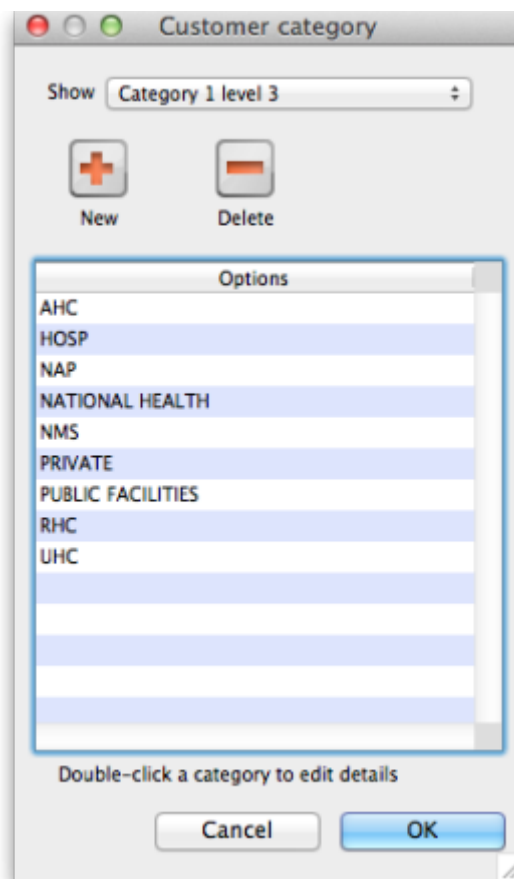 Customer category
Show Category 1 level 3
New Delete
Options
AHC
HOSP
NAP
NATIONAL HEALTH
NMS
PRIVATE
PUBLIC FACILITIES
RHC
UHC
Double-click a category to edit details
Cancel OK